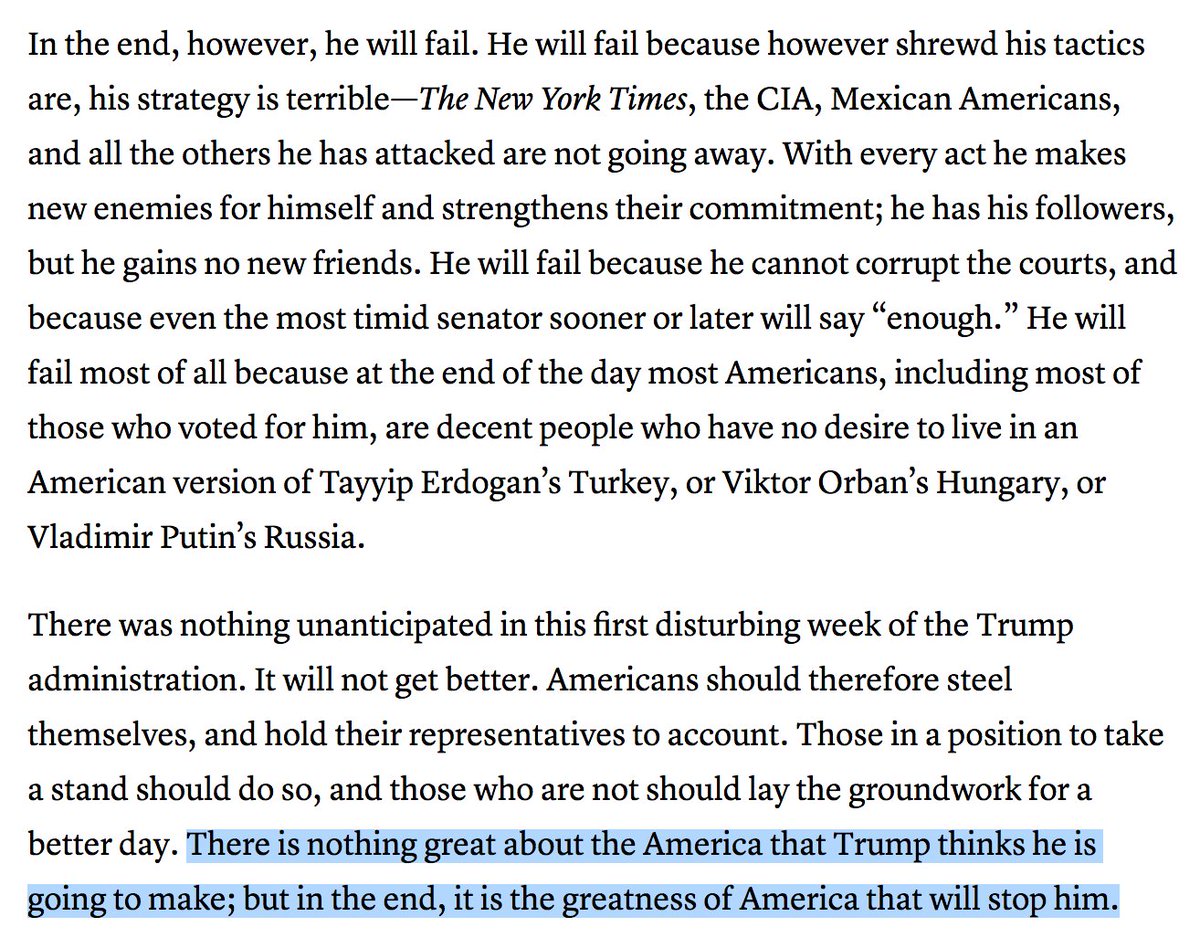 In the end, however, he will fail. He will fail because however shrewd his tactics
are, his strategy is terrible—The New York Times, the CIA, Mexican Americans,
and all the others he has attacked are not going away. With every act he makes
new enemies for himself and strengthens their commitment; he has his followers,
but he gains no new friends. He will fail because he cannot corrupt the courts, and
because even the most timid senator sooner or later will say “enough.” He will
fail most of all because at the end of the day most Americans, including most of
those who voted for him, are decent people who have no desire to live in an
American version of Tayyip Erdogan’s Turkey, or Viktor Orban’s Hungary, or
Vladimir Putin’s Russia.
There was nothing unanticipated in this first disturbing week of the Trump
administration. It will not get better. Americans should therefore steel
themselves, and hold their representatives to account. Those in a position to take
a stand should do so, and those who are not should lay the groundwork for a
better day. There is nothing great about the America that Trump thinks he is
going to make; but in the end, it is the greatness of America that will stop him.